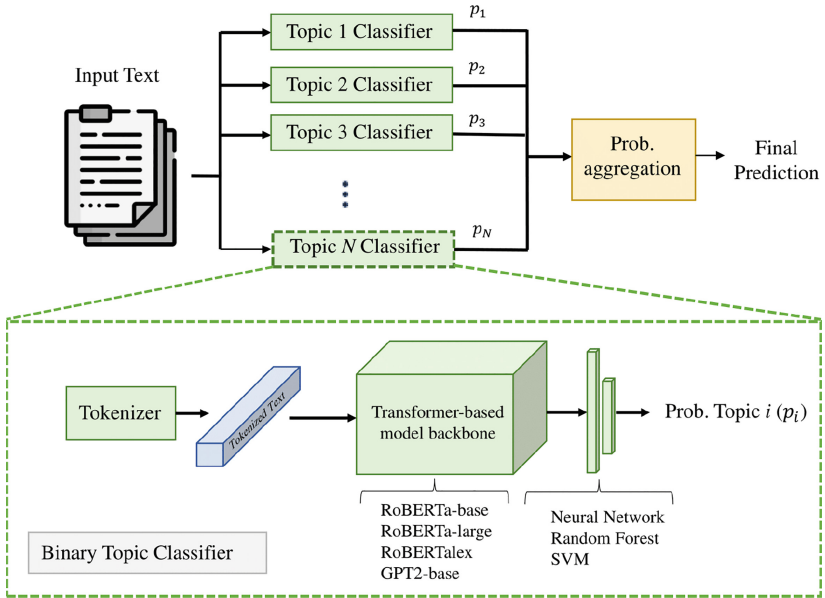 Input Text
Topic 1 Classifier
p₁
Topic 2 Classifier
p₂
Topic 3 Classifier
p₃
Topic N Classifier
p_N
Prob.
aggregation
Final
Prediction
Tokenizer
Tokenized Text
Transformer-based
model backbone
Prob. Topic i (pᵢ)
RoBERTa-base
RoBERTa-large
RoBERTalex
GPT2-base
Neural Network
Random Forest
SVM
Binary Topic Classifier